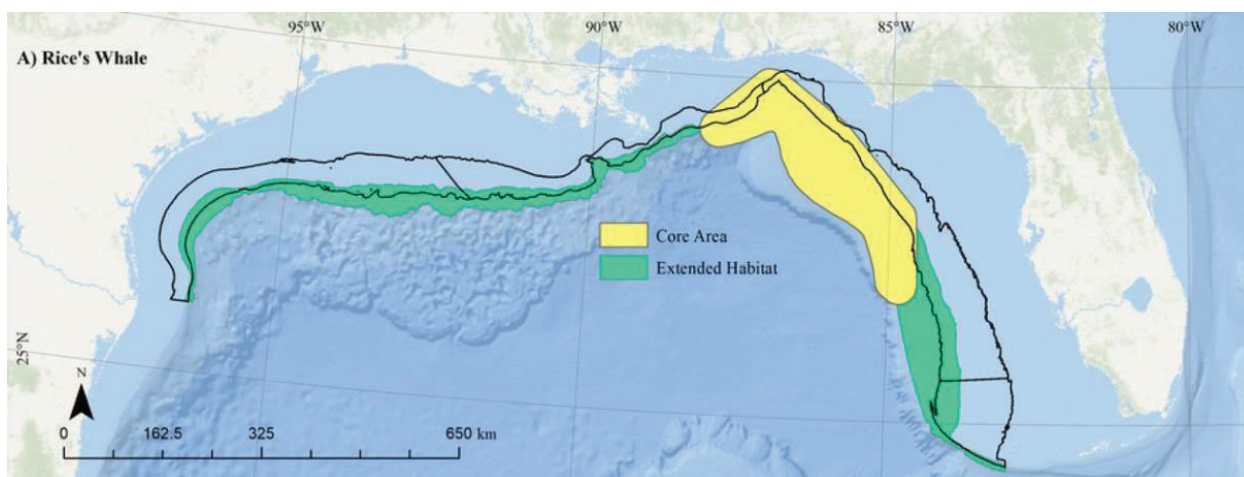 95°W
90°W
85°W
80°W
A) Rice's Whale
Core Area
Extended Habitat
25°N
0
162.5
325
650 km